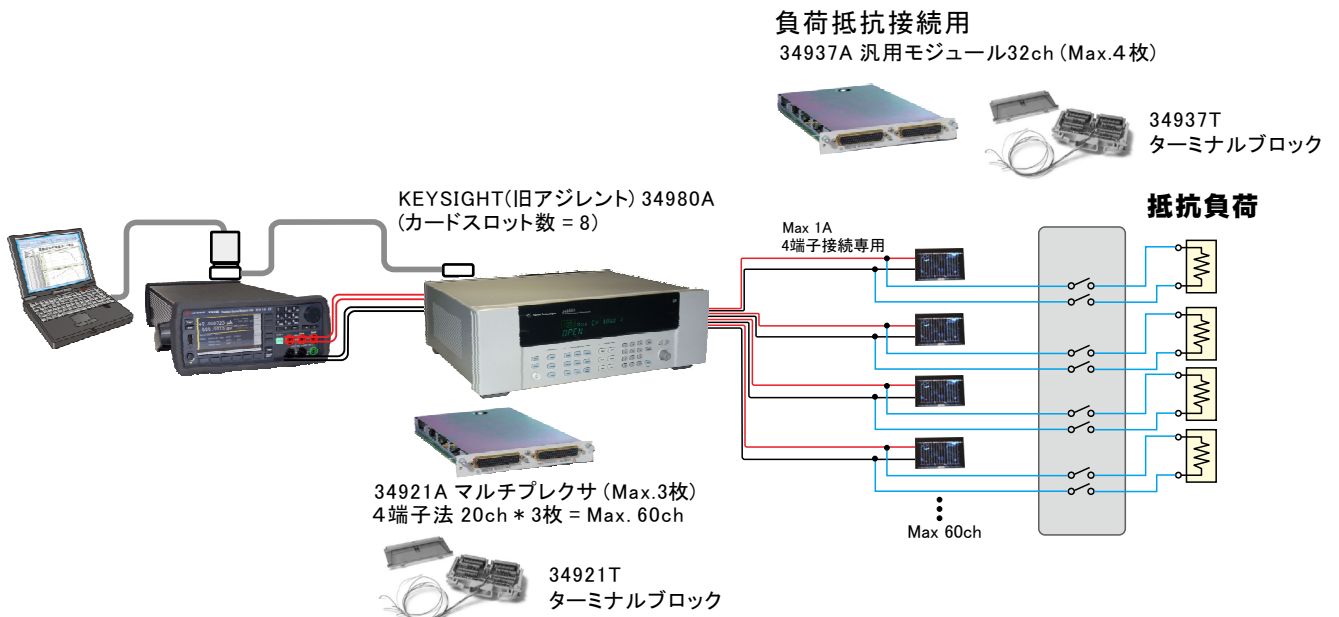 負荷抵抗接続用
34937A 汎用モジュール32ch (Max.4枚)
34937T
ターミナルブロック
KEYSIGHT(旧アジレント) 34980A
(カードスロット数 = 8)
抵抗負荷
Max 1A
4端子接続専用
OPEN
34921A マルチプレクサ (Max.3枚)
4端子法 20ch * 3枚 = Max. 60ch
Max 60ch
34921T
ターミナルブロック